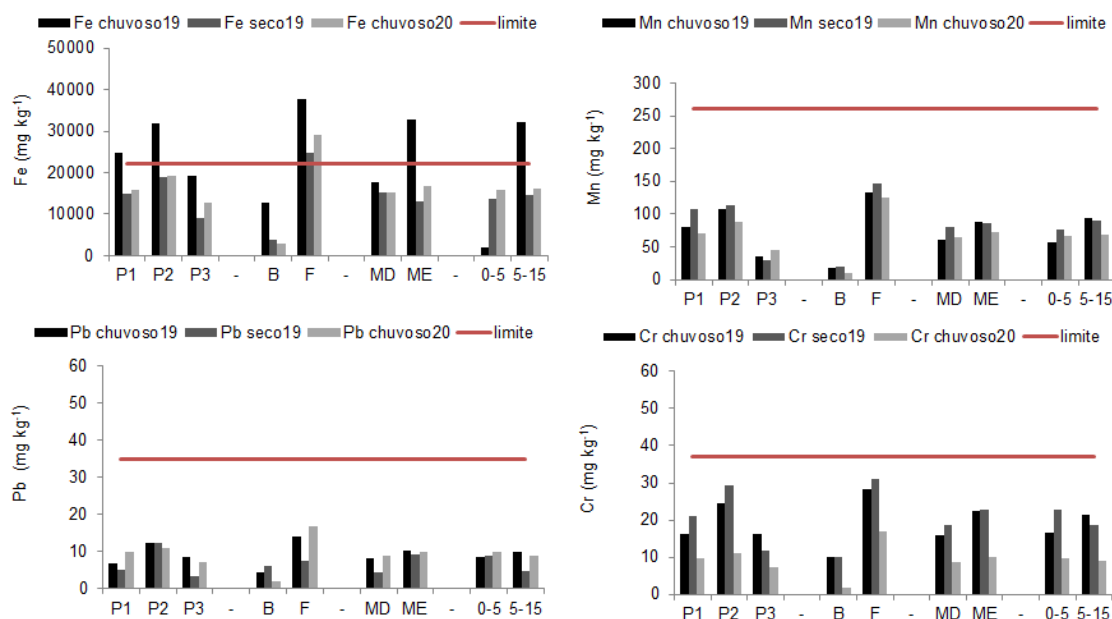 Fe chuvoso19 Fe seco19 Fe chuvoso20 limite
Fe (mg kg-1)
50000
40000
30000
20000
10000
0
P1 P2 P3 - B F - MD ME - 0-5 5-15
Mn chuvoso19 Mn seco19 Mn chuvoso20 limite
Mn (mg kg-1)
300
250
200
150
100
50
0
P1 P2 P3 - B F - MD ME - 0-5 5-15
Pb chuvoso19 Pb seco19 Pb chuvoso20 limite
Pb (mg kg-1)
60
50
40
30
20
10
0
P1 P2 P3 - B F - MD ME - 0-5 5-15
Cr chuvoso19 Cr seco19 Cr chuvoso20 limite
Cr (mg kg-1)
60
50
40
30
20
10
0
P1 P2 P3 - B F - MD ME - 0-5 5-15